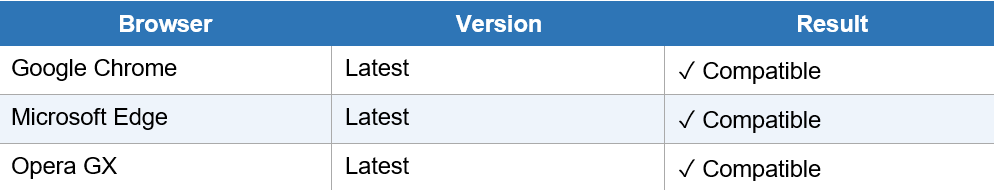 Browser Version Result
Google Chrome Latest ✓ Compatible
Microsoft Edge Latest ✓ Compatible
Opera GX Latest ✓ Compatible